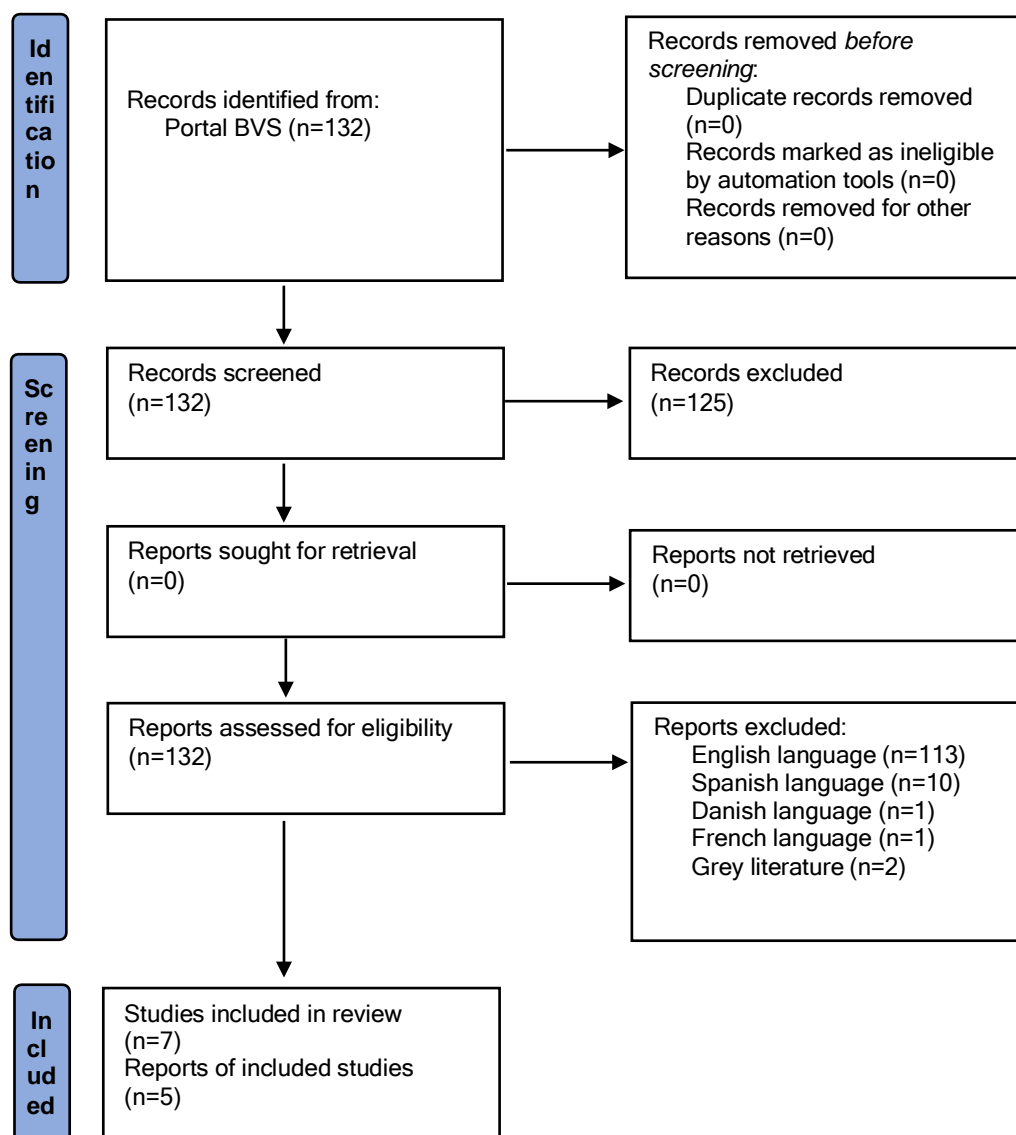 Id
en
tifi
ca
tio
n
Records identified from:
Portal BVS (n=132)
Records removed before
screening:
Duplicate records removed
(n=0)
Records marked as ineligible
by automation tools (n=0)
Records removed for other
reasons (n=0)
Sc
re
en
in
g
Records screened
(n=132)
Records excluded
(n=125)
Reports sought for retrieval
(n=0)
Reports not retrieved
(n=0)
Reports assessed for eligibility
(n=132)
Reports excluded:
English language (n=113)
Spanish language (n=10)
Danish language (n=1)
French language (n=1)
Grey literature (n=2)
In
cl
ud
ed
Studies included in review
(n=7)
Reports of included studies
(n=5)